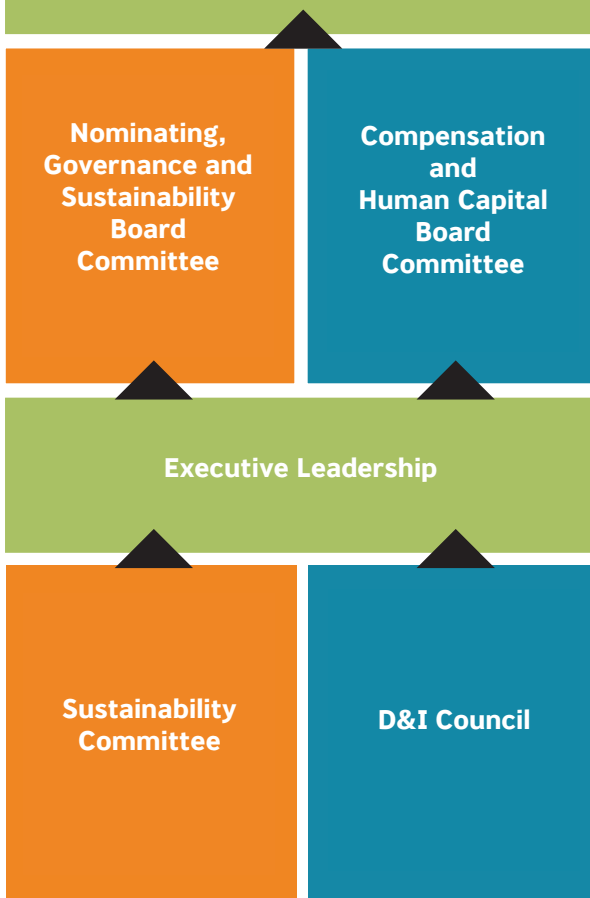 Nominating,
Governance and
Sustainability
Board
Committee
Compensation
and
Human Capital
Board
Committee
Executive Leadership
Sustainability
Committee
D&I Council